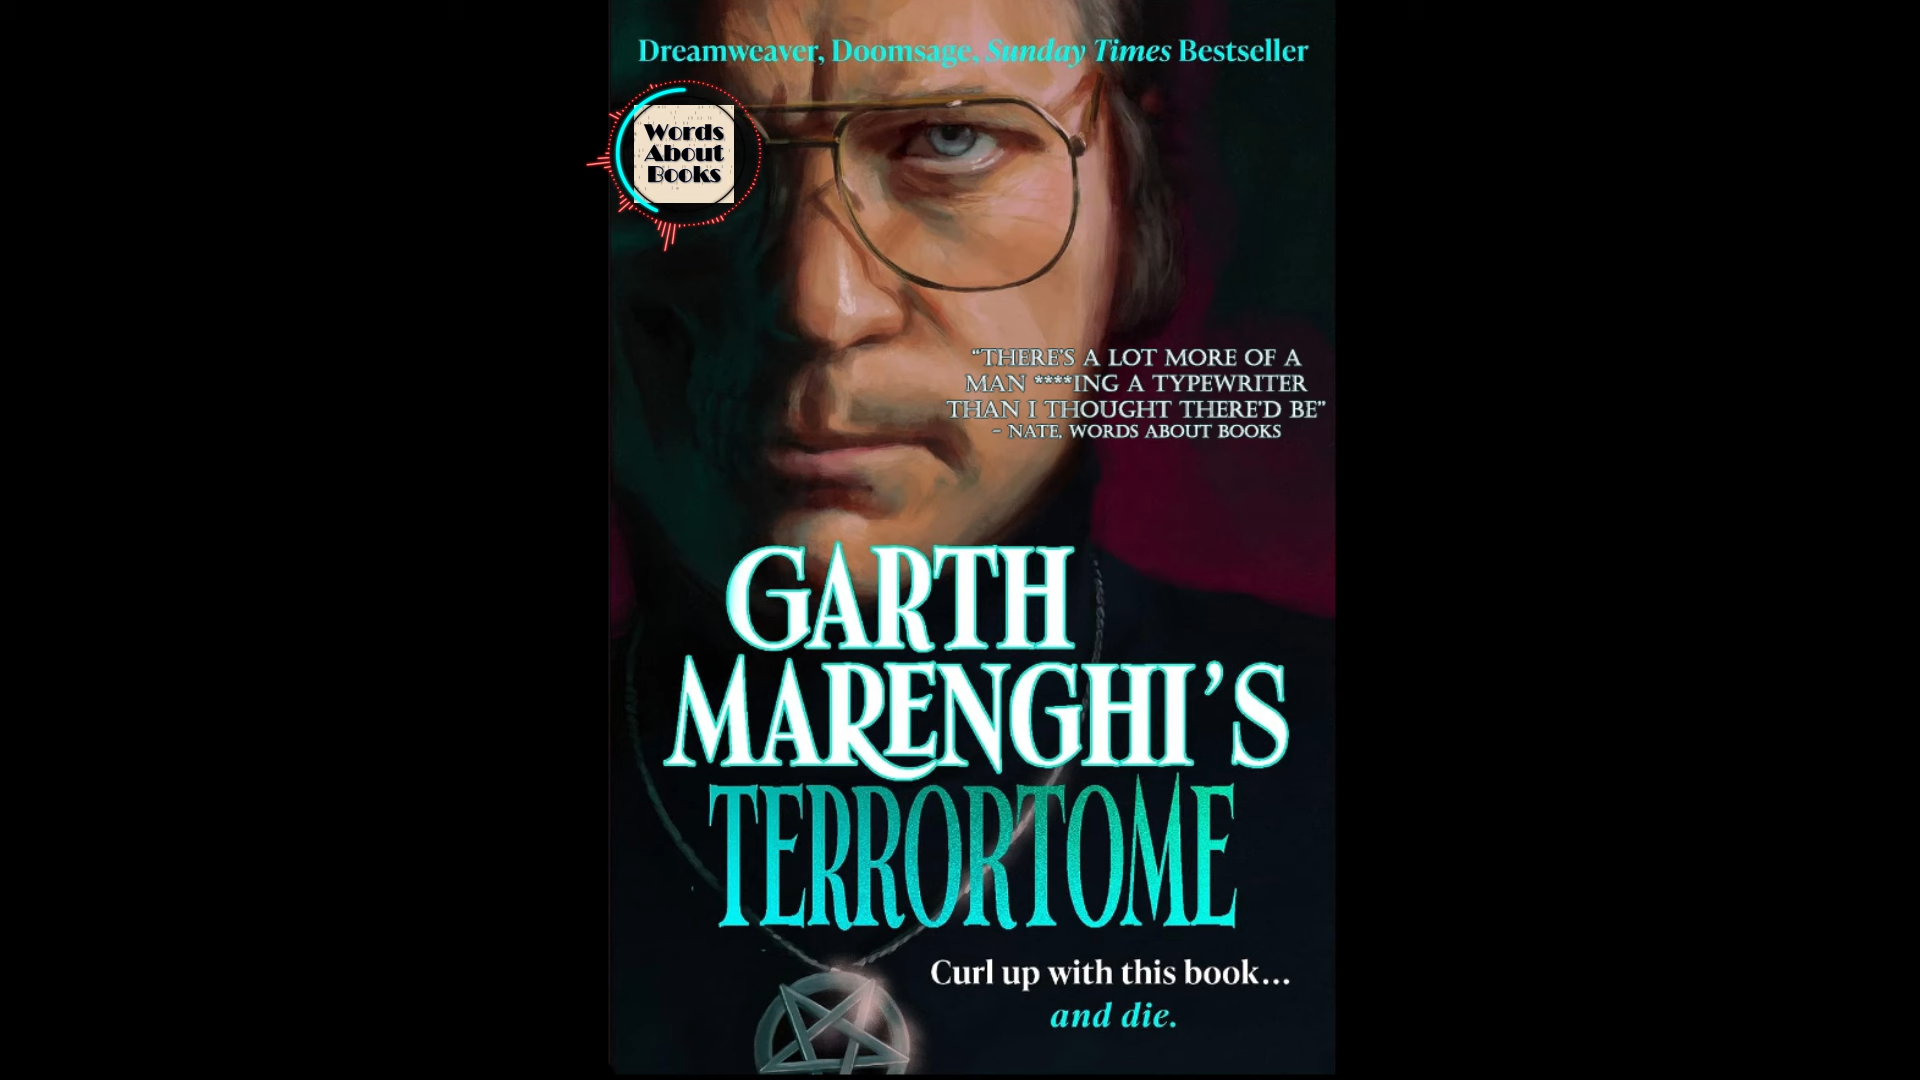 Dreamweaver, Doomsage, Sunday Times Bestseller
Words
About
Books
“THERE'S A LOT MORE OF A
MAN ****ING A TYPEWRITER
THAN I THOUGHT THERE'D BE”
- NATE, WORDS ABOUT BOOKS
GARTH
MARENGHI’S
TERRORTOME
Curl up with this book…
and die.